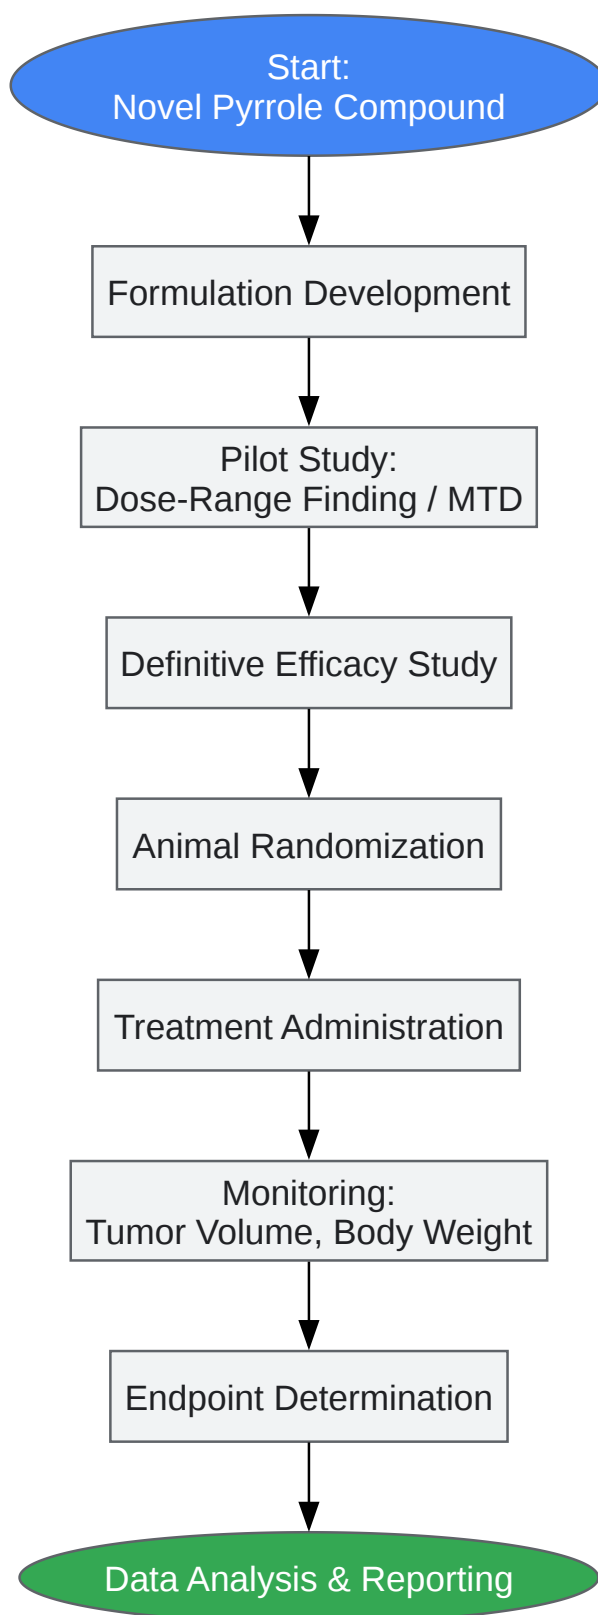 Start:
Novel Pyrrole Compound
Formulation Development
Pilot Study:
Dose-Range Finding / MTD
Definitive Efficacy Study
Animal Randomization
Treatment Administration
Monitoring:
Tumor Volume, Body Weight
Endpoint Determination
Data Analysis & Reporting